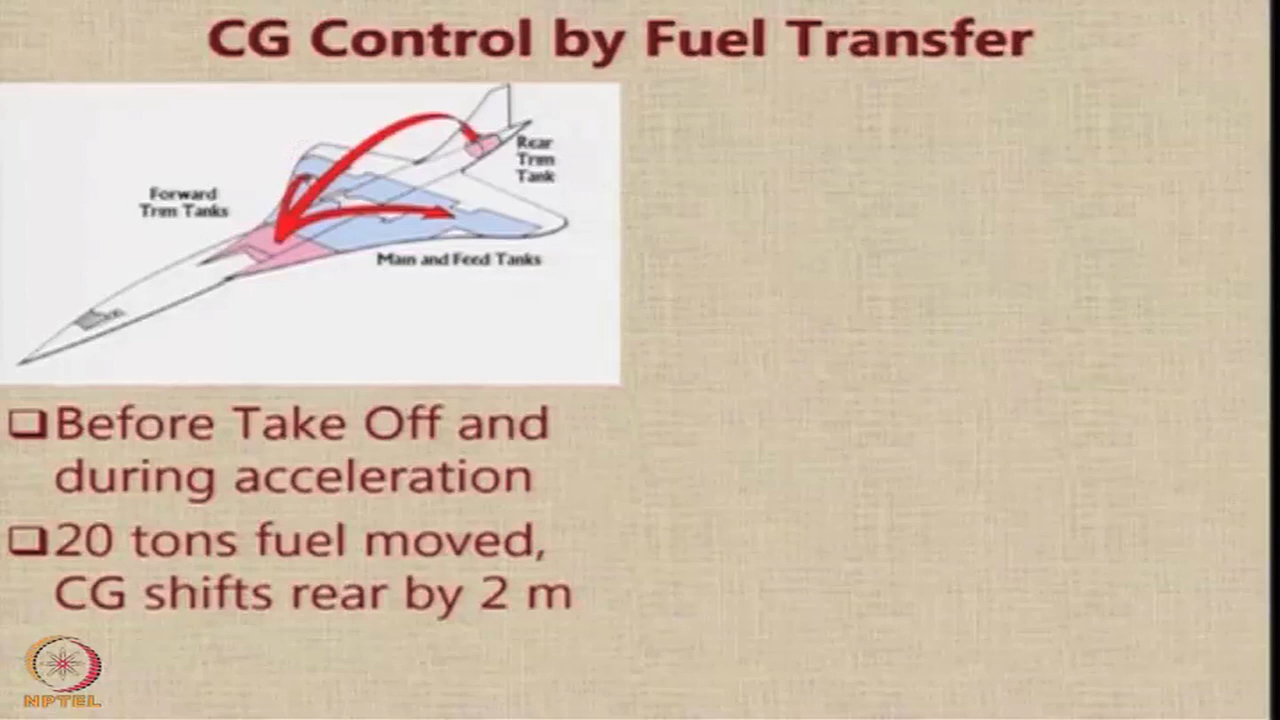 CG Control by Fuel Transfer
Rear
Trim
Tank
Forward
Trim Tanks
Main and Feed Tanks
❑Before Take Off and
during acceleration
❑20 tons fuel moved,
CG shifts rear by 2 m
NPTEL